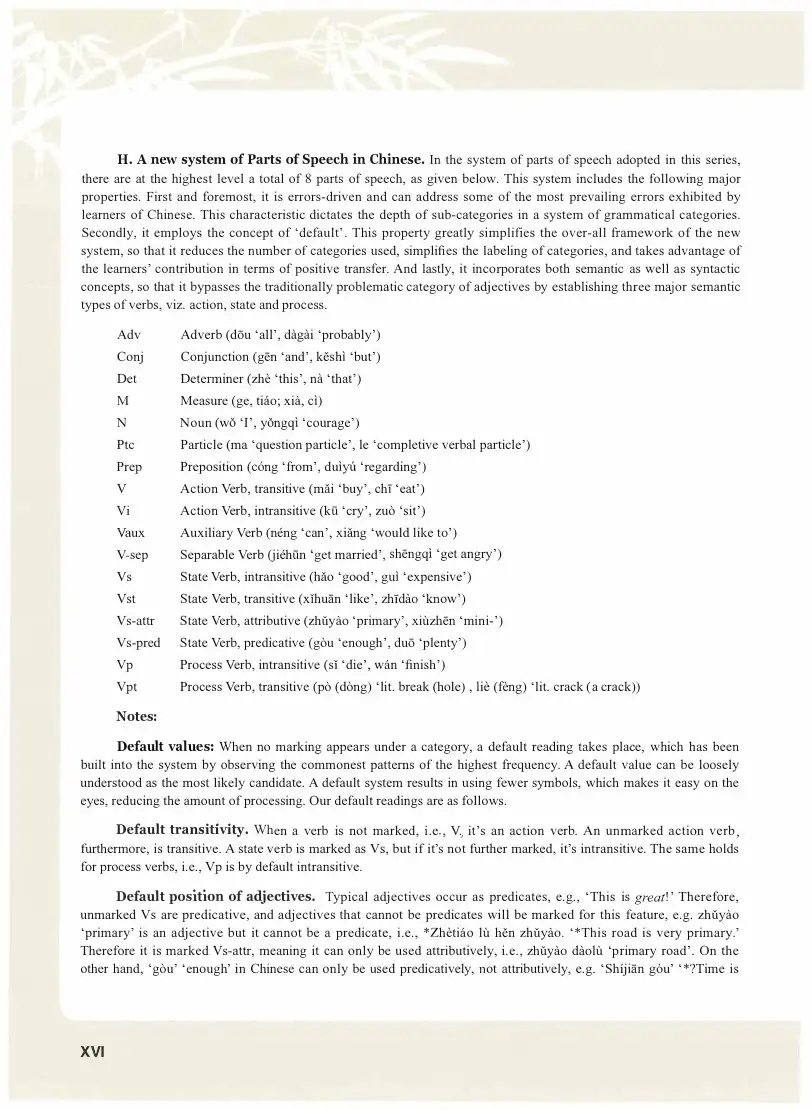 H. A new system of Parts of Speech in Chinese. In the system of parts of speech adopted in this series,
there are at the highest level a total of 8 parts of speech, as given below. This system includes the following major
properties. First and foremost, it is errors-driven and can address some of the most prevailing errors exhibited by
learners of Chinese. This characteristic dictates the depth of sub-categories in a system of grammatical categories.
Secondly, it employs the concept of ‘default’. This property greatly simplifies the over-all framework of the new
system, so that it reduces the number of categories used, simplifies the labeling of categories, and takes advantage of
the learners’ contribution in terms of positive transfer. And lastly, it incorporates both semantic as well as syntactic
concepts, so that it bypasses the traditionally problematic category of adjectives by establishing three major semantic
types of verbs, viz. action, state and process.
Adv Adverb (dōu ‘all’, dàgài ‘probably’)
Conj Conjunction (gēn ‘and’, kěshì ‘but’)
Det Determiner (zhè ‘this’, nà ‘that’)
M Measure (ge, tiáo; xià, cì)
N Noun (wǒ ‘I’, yǒngqì ‘courage’)
Ptc Particle (ma ‘question particle’, le ‘completive verbal particle’)
Prep Preposition (cóng ‘from’, duìyú ‘regarding’)
V Action Verb, transitive (mǎi ‘buy’, chī ‘eat’)
Vi Action Verb, intransitive (kū ‘cry’, zuò ‘sit’)
Vaux Auxiliary Verb (néng ‘can’, xiǎng ‘would like to’)
V-sep Separable Verb (jiéhūn ‘get married’, shēngqì ‘get angry’)
Vs State Verb, intransitive (hǎo ‘good’, guì ‘expensive’)
Vst State Verb, transitive (xǐhuān ‘like’, zhīdào ‘know’)
Vs-attr State Verb, attributive (zhǔyào ‘primary’, xiùzhēn ‘mini-’)
Vs-pred State Verb, predicative (gòu ‘enough’, duō ‘plenty’)
Vp Process Verb, intransitive (sǐ ‘die’, wán ‘finish’)
Vpt Process Verb, transitive (pò (dòng) ‘lit. break (hole) , liè (fèng) ‘lit. crack (a crack))
Notes:
Default values: When no marking appears under a category, a default reading takes place, which has been
built into the system by observing the commonest patterns of the highest frequency. A default value can be loosely
understood as the most likely candidate. A default system results in using fewer symbols, which makes it easy on the
eyes, reducing the amount of processing. Our default readings are as follows.
Default transitivity. When a verb is not marked, i.e., V., it’s an action verb. An unmarked action verb,
furthermore, is transitive. A state verb is marked as Vs, but if it’s not further marked, it’s intransitive. The same holds
for process verbs, i.e., Vp is by default intransitive.
Default position of adjectives. Typical adjectives occur as predicates, e.g., ‘This is great!’ Therefore,
unmarked Vs are predicative, and adjectives that cannot be predicates will be marked for this feature, e.g. zhǔyào
‘primary’ is an adjective but it cannot be a predicate, i.e., *Zhètiáo lù hěn zhǔyào. ‘*This road is very primary.’
Therefore it is marked Vs-attr, meaning it can only be used attributively, i.e., zhǔyào dàolù ‘primary road’. On the
other hand, ‘gòu’ ‘enough’ in Chinese can only be used predicatively, not attributively, e.g. ‘Shíjiān gòu’ ‘*?Time is
XVI